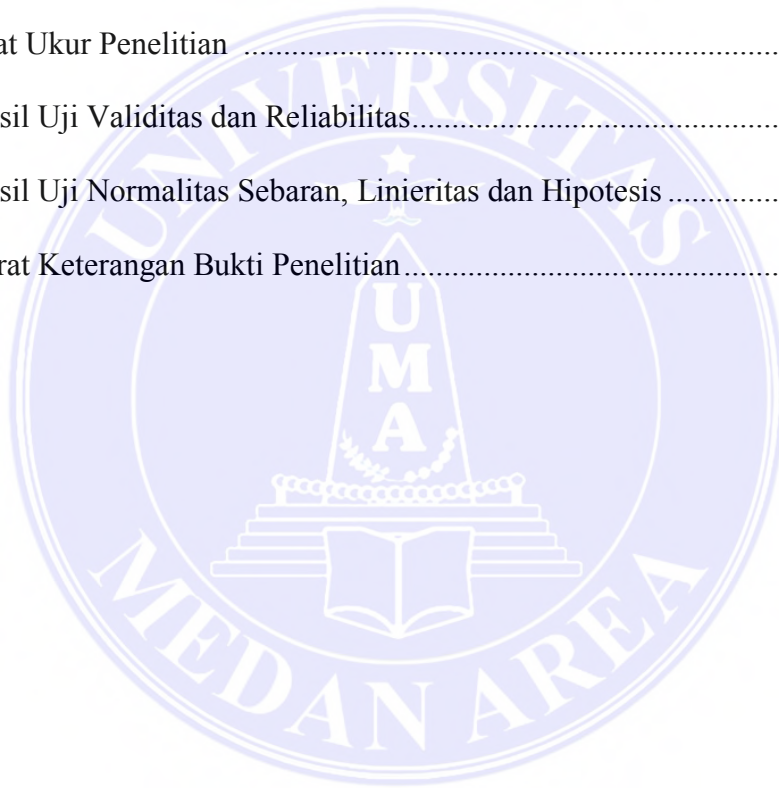 at Ukur Penelitian ........................................................................
sil Uji Validitas dan Reliabilitas.................................................
sil Uji Normalitas Sebaran, Linieritas dan Hipotesis ..............
rat Keterangan Bukti Penelitian..................................................
UNIVERSITAS
UMA
MEDAN AREA